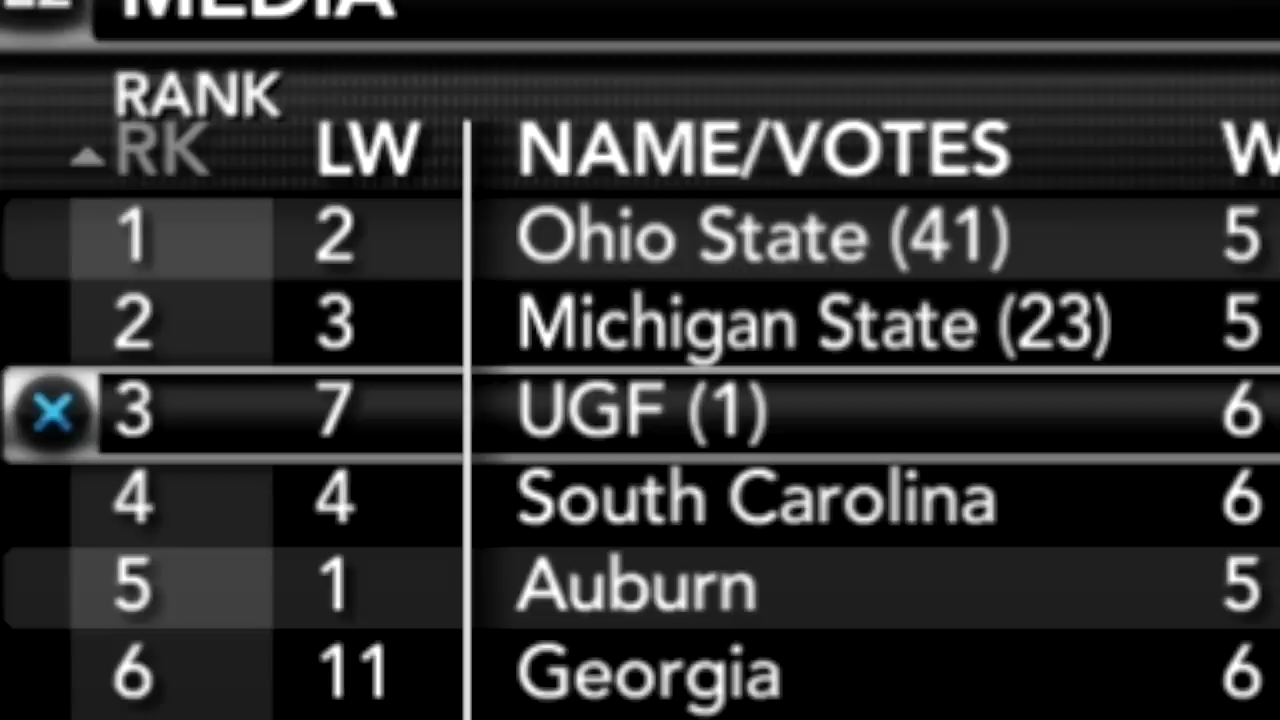 MEDIA
RANK
RK LW NAME/VOTES W
1 2 Ohio State (41) 5
2 3 Michigan State (23) 5
3 7 UGF (1) 6
4 4 South Carolina 6
5 1 Auburn 5
6 11 Georgia 6